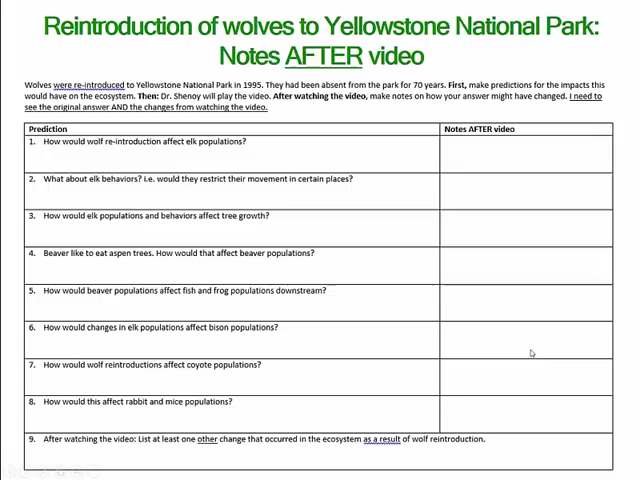 Reintroduction of wolves to Yellowstone National Park:
Notes AFTER video
Wolves were re-introduced to Yellowstone National Park in 1995. They had been absent from the park for 70 years. First, make predictions for the impacts this
would have on the ecosystem. Then: Dr. Shenoy will play the video. After watching the video, make notes on how your answer might have changed. I need to
see the original answer AND the changes from watching the video.
Prediction Notes AFTER video
1. How would wolf re-introduction affect elk populations?
2. What about elk behaviors? i.e. would they restrict their movement in certain places?
3. How would elk populations and behaviors affect tree growth?
4. Beaver like to eat aspen trees. How would that affect beaver populations?
5. How would beaver populations affect fish and frog populations downstream?
6. How would changes in elk populations affect bison populations?
7. How would wolf reintroductions affect coyote populations?
8. How would this affect rabbit and mice populations?
9. After watching the video: List at least one other change that occurred in the ecosystem as a result of wolf reintroduction.